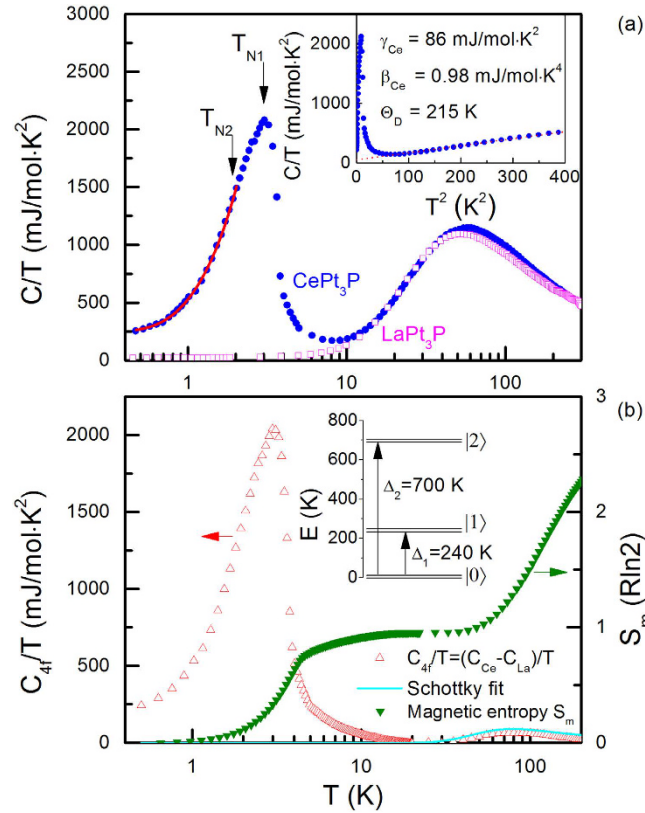 (a)
3000
2500
2000
1500
1000
500
0
C/T (mJ/mol·K²)
T_N1
T_N2
CePt₃P
LaPt₃P
1
10
100
2000
1000
0
C/T (mJ/mol·K²)
γ_Ce = 86 mJ/mol·K²
β_Ce = 0.98 mJ/mol·K⁴
Θ_D = 215 K
0 100 200 300 400
T² (K²)
(b)
2000
1500
1000
500
0
C_4f/T (mJ/mol·K²)
3
2
1
0
S_m (Rln2)
800
600
400
200
0
E (K)
|2⟩
Δ₂=700 K
|1⟩
Δ₁=240 K
|0⟩
C_4f/T=(C_Ce-C_La)/T
Schottky fit
Magnetic entropy S_m
1
10
100
T (K)